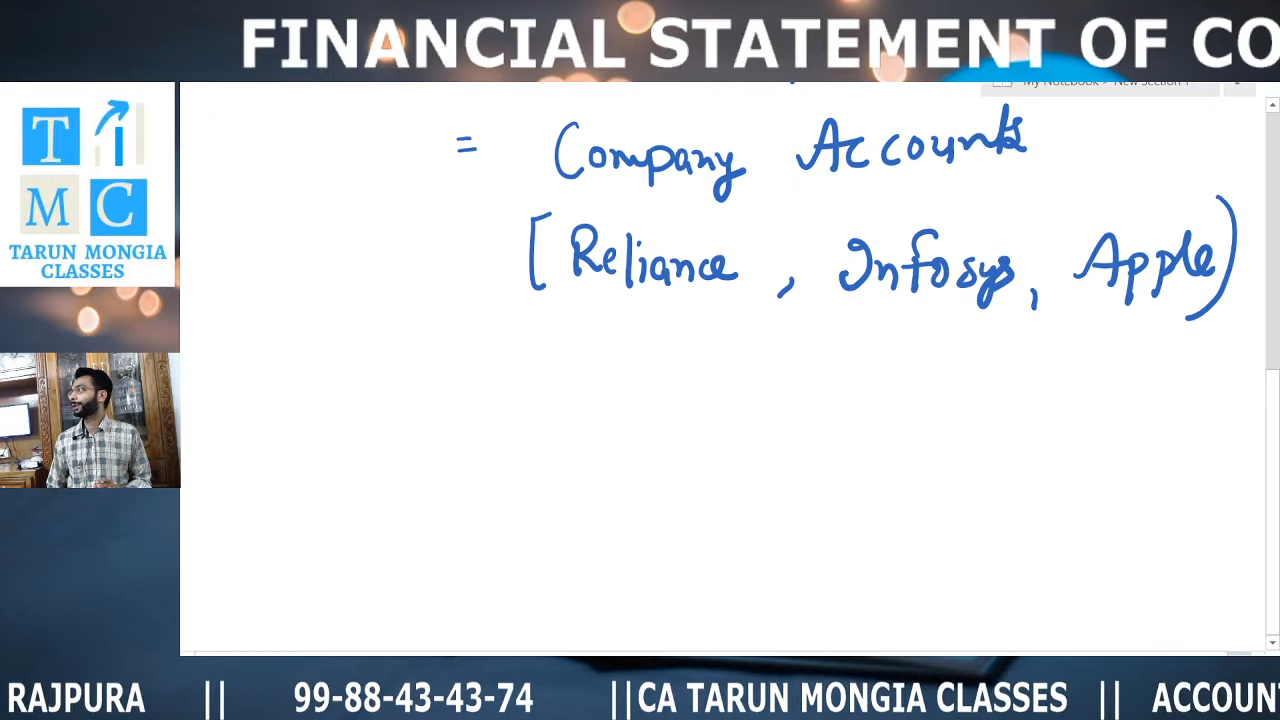 FINANCIAL STATEMENT OF CO
T
M C
TARUN MONGIA
CLASSES
= Company Accounts
[Reliance, Infosys, Apple)
RAJPURA || 99-88-43-43-74 ||CA TARUN MONGIA CLASSES || ACCOUN